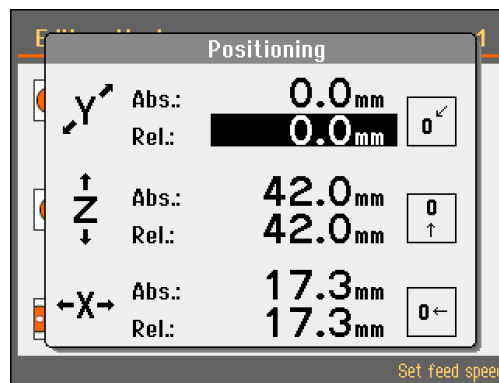 Positioning
Y Abs.: 0.0mm
Rel.: 0.0mm 0
Z Abs.: 42.0mm
Rel.: 42.0mm 0
X Abs.: 17.3mm
Rel.: 17.3mm 0
Set feed speed